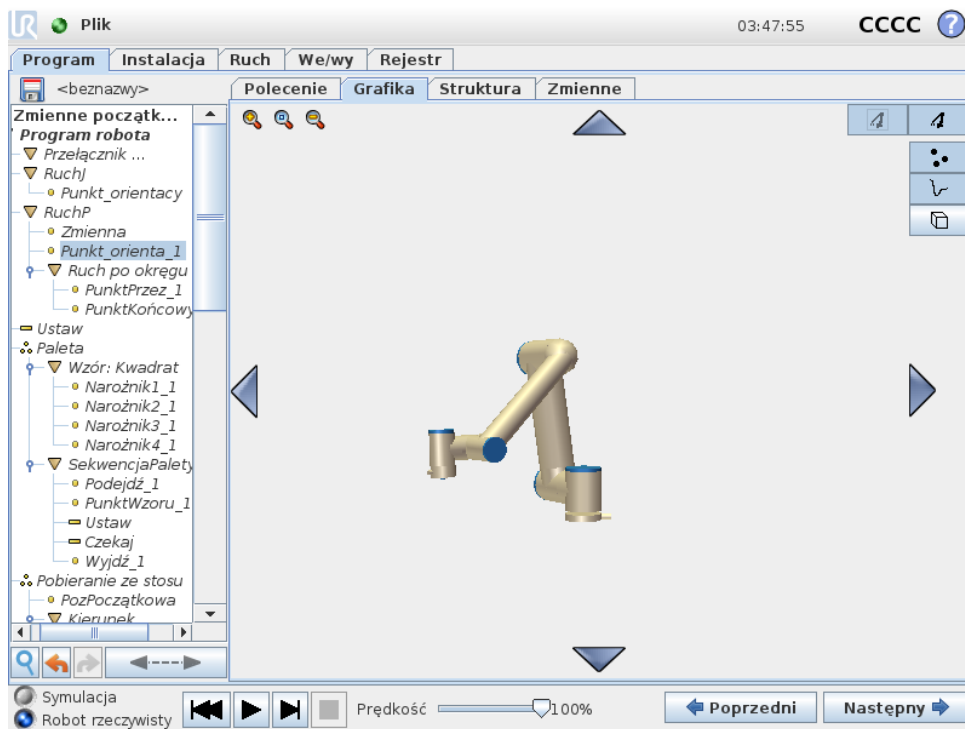 UR Plik 03:47:55 CCCC ?
Program Instalacja Ruch We/wy Rejestr
<beznazwy>
Polecenie Grafika Struktura Zmienne
Zmienne początk...
Program robota
Przełącznik ...
RuchJ
Punkt_orientacy
RuchP
Zmienna
Punkt_orienta_1
Ruch po okręgu
PunktPrzez_1
PunktKońcowy
Ustaw
Paleta
Wzór: Kwadrat
Narożnik1_1
Narożnik2_1
Narożnik3_1
Narożnik4_1
SekwencjaPalety
Podejdź_1
PunktWzoru_1
Ustaw
Czekaj
Wyjdź_1
Pobieranie ze stosu
PozPoczątkowa
Kierunek
Symulacja
Robot rzeczywisty
Prędkość 100%
Poprzedni Następny